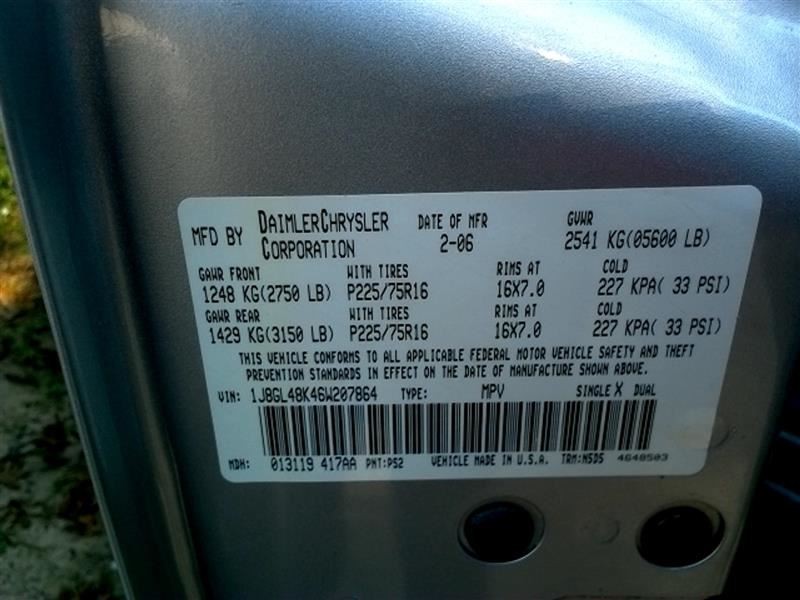 MFD BY DAIMLERCHRYSLER CORPORATION DATE OF MFR 2-06 GVWR 2541 KG(05600 LB)
GAWR FRONT WITH TIRES RIMS AT COLD
1248 KG(2750 LB) P225/75R16 16X7.0 227 KPA( 33 PSI)
GAWR REAR WITH TIRES RIMS AT COLD
1429 KG(3150 LB) P225/75R16 16X7.0 227 KPA( 33 PSI)
THIS VEHICLE CONFORMS TO ALL APPLICABLE FEDERAL MOTOR VEHICLE SAFETY AND THEFT
PREVENTION STANDARDS IN EFFECT ON THE DATE OF MANUFACTURE SHOWN ABOVE.
VIN: 1J8GL48K46W207864 TYPE: MPV SINGLE X DUAL
MDH: 013119 417AA PNT:PS2 VEHICLE MADE IN U.S.A. TRM:N5DS 4648503